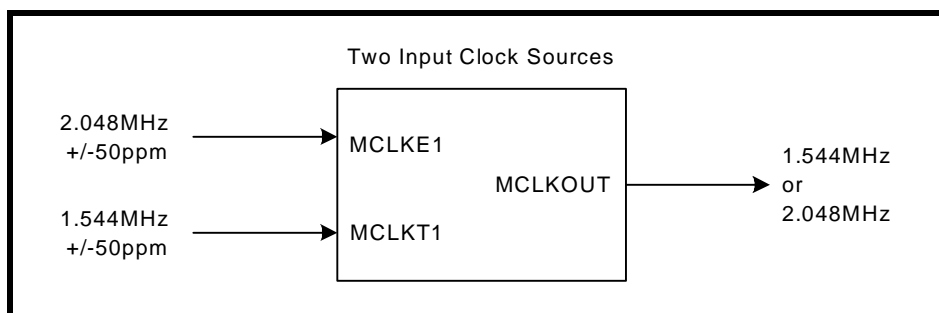 Two Input Clock Sources
2.048MHz
+/-50ppm
MCLKE1
MCLKOUT
1.544MHz
or
2.048MHz
1.544MHz
+/-50ppm
MCLKT1